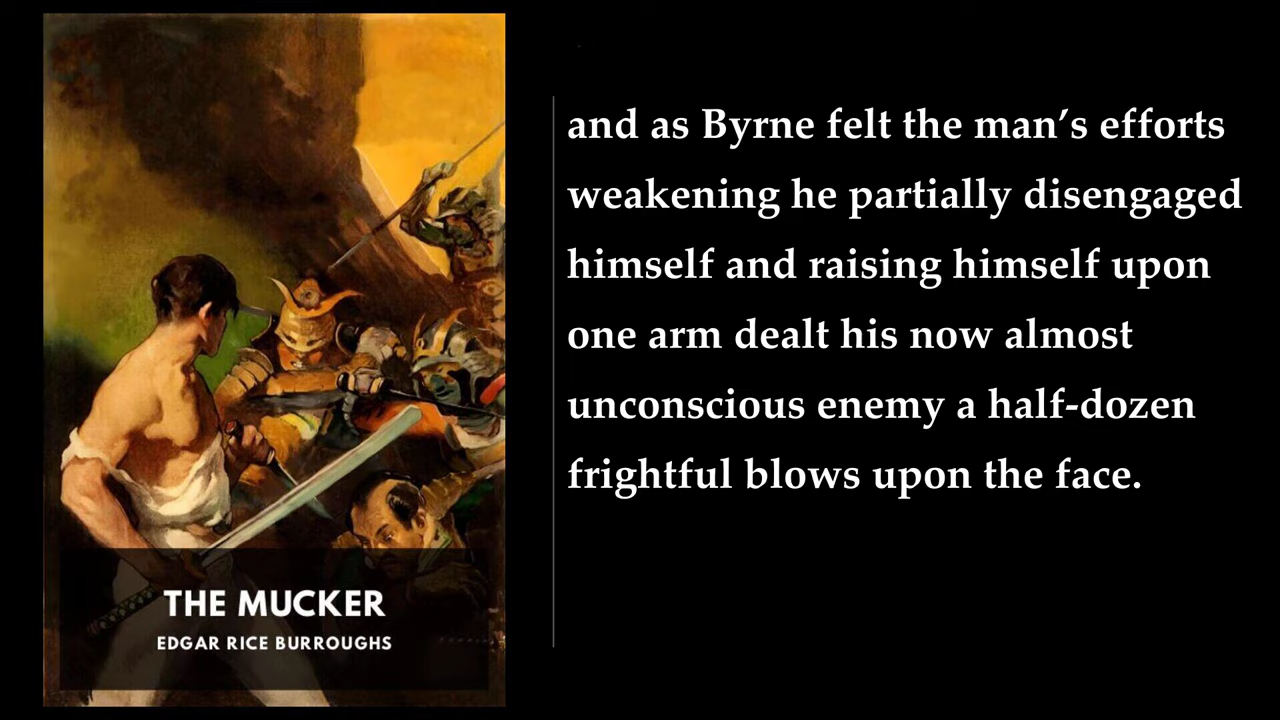 and as Byrne felt the man’s efforts
weakening he partially disengaged
himself and raising himself upon
one arm dealt his now almost
unconscious enemy a half-dozen
frightful blows upon the face.
THE MUCKER
EDGAR RICE BURROUGHS